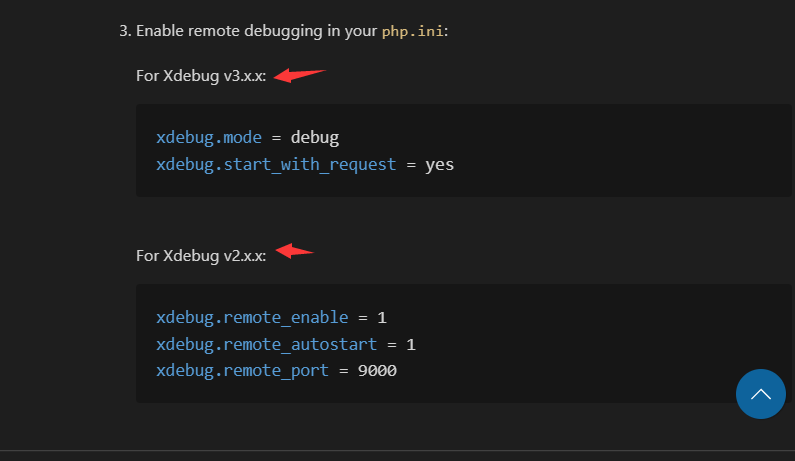 3. Enable remote debugging in your php.ini:
For Xdebug v3.x.x:
xdebug.mode = debug
xdebug.start_with_request = yes
For Xdebug v2.x.x:
xdebug.remote_enable = 1
xdebug.remote_autostart = 1
xdebug.remote_port = 9000